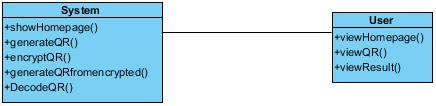 System
+showHomepage()
+generateQR()
+encryptQR()
+generateQRfromencrypted()
+DecodeQR()
User
+viewHomepage()
+viewQR()
+viewResult()